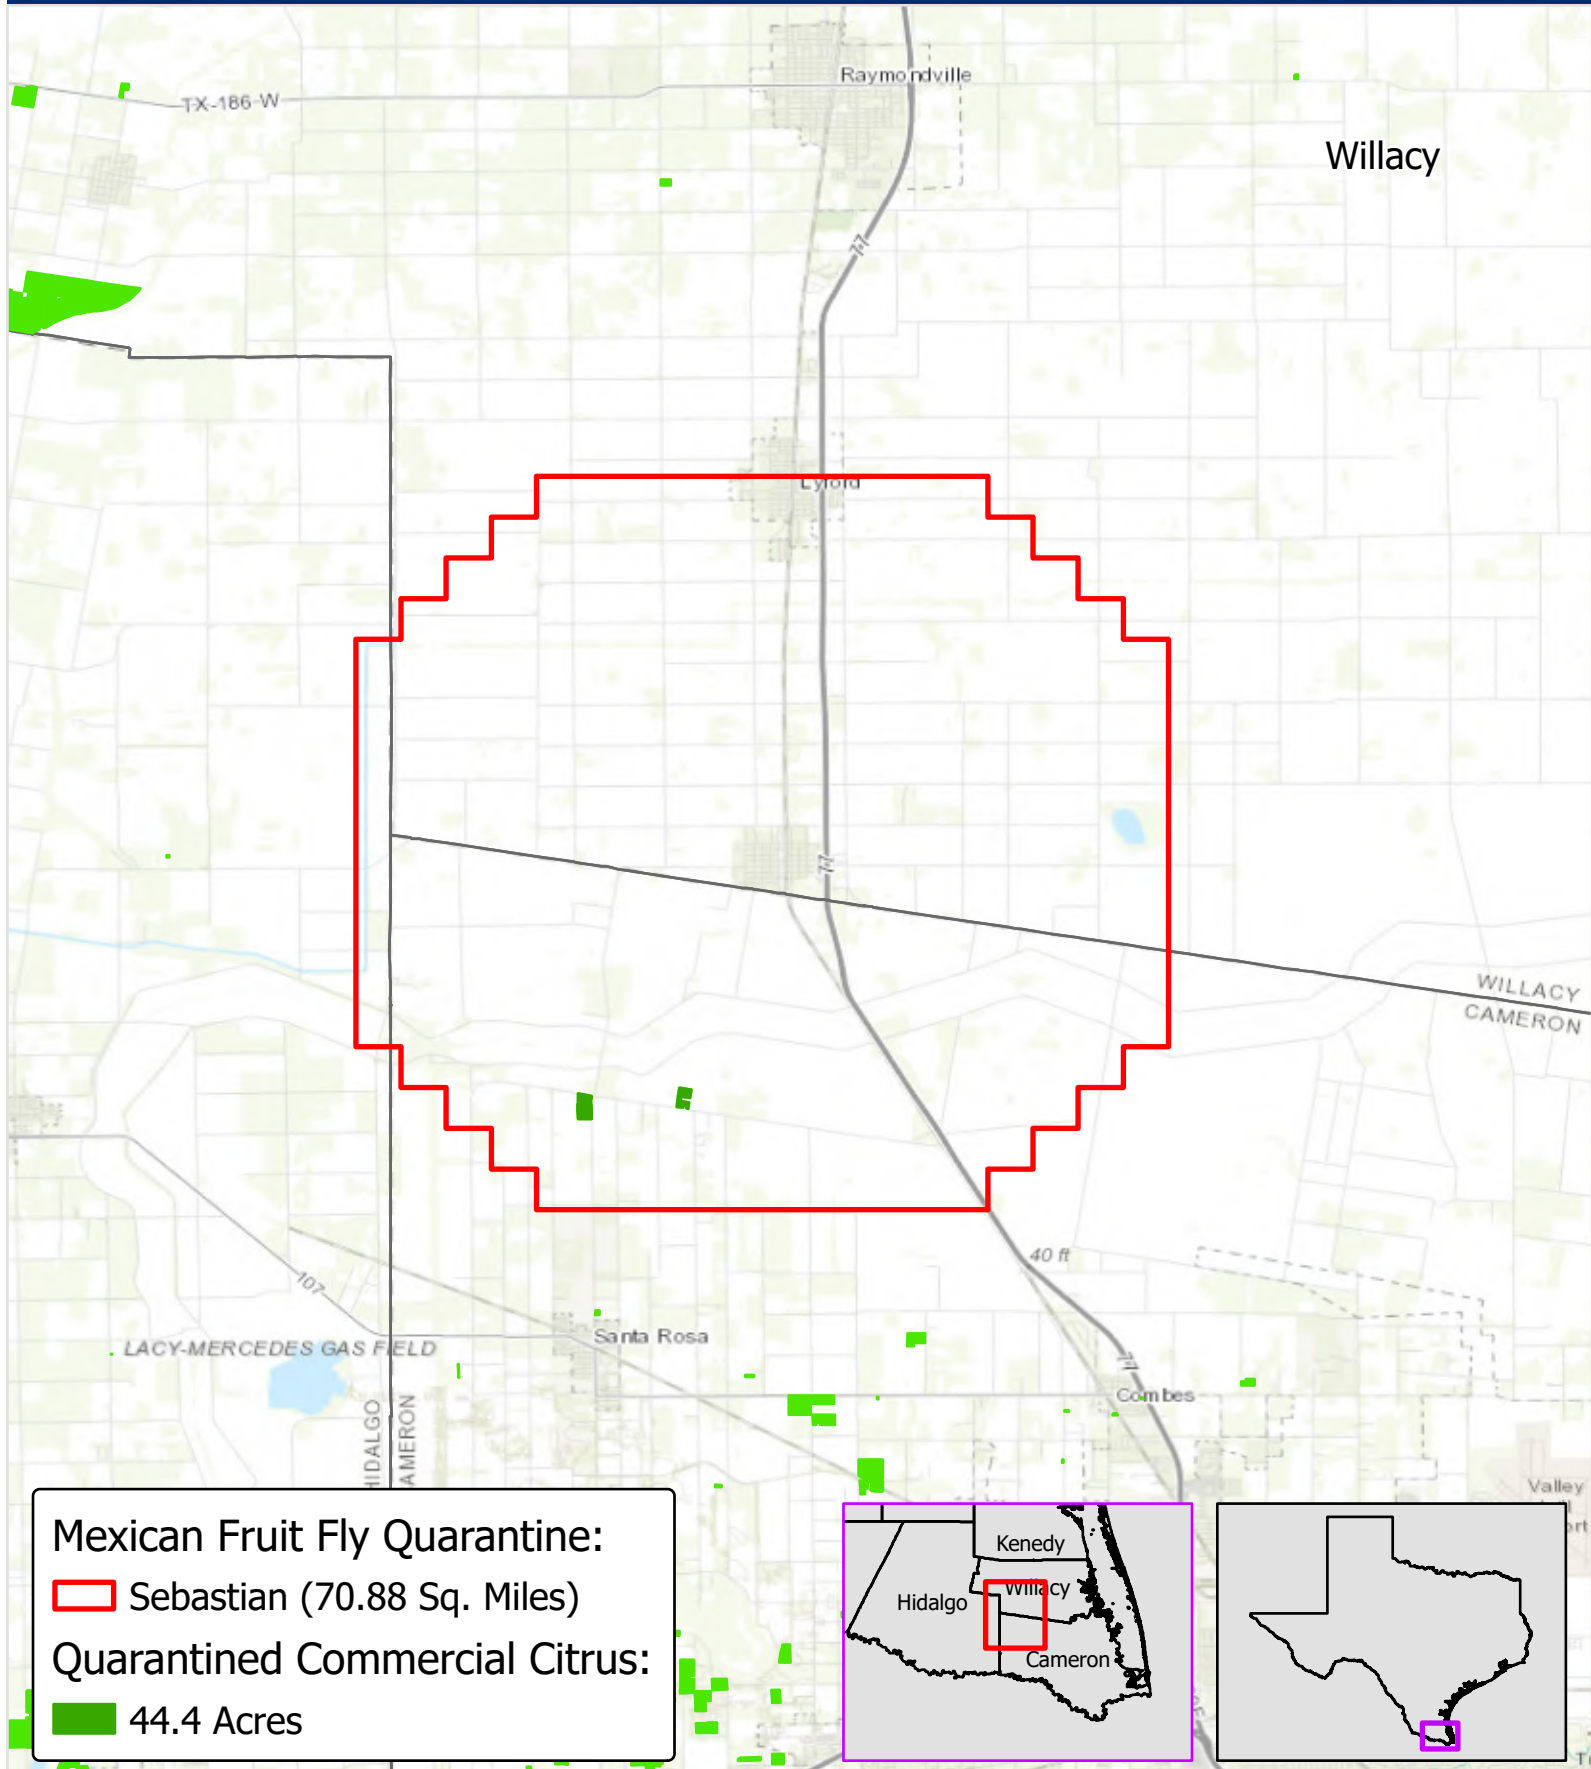 Raymondville
TX-186-W
Willacy
77
Lyford
77
WILLACY
CAMERON
40 ft
107
Santa Rosa
LACY-MERCEDES GAS FIELD
77
Combes
HIDALGO
AMERON
Valley
ort
Mexican Fruit Fly Quarantine:
Sebastian (70.88 Sq. Miles)
Quarantined Commercial Citrus:
44.4 Acres
Kenedy
Willacy
Hidalgo
Cameron